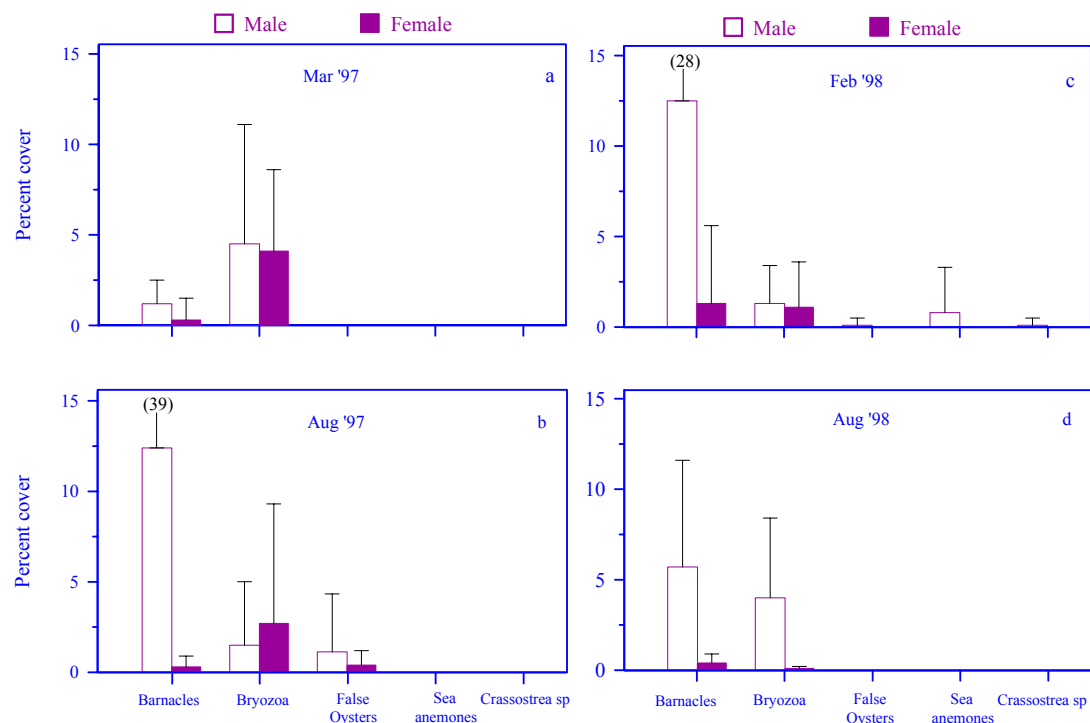 Male Female
Mar '97 a
15
10
5
0
Percent cover
Male Female
(28)
Feb '98 c
15
10
5
0
(39)
Aug '97 b
15
10
5
0
Percent cover
Barnacles Bryozoa False Oysters Sea anemones Crassostrea sp
Aug '98 d
15
10
5
0
Barnacles Bryozoa False Oysters Sea anemones Crassostrea sp